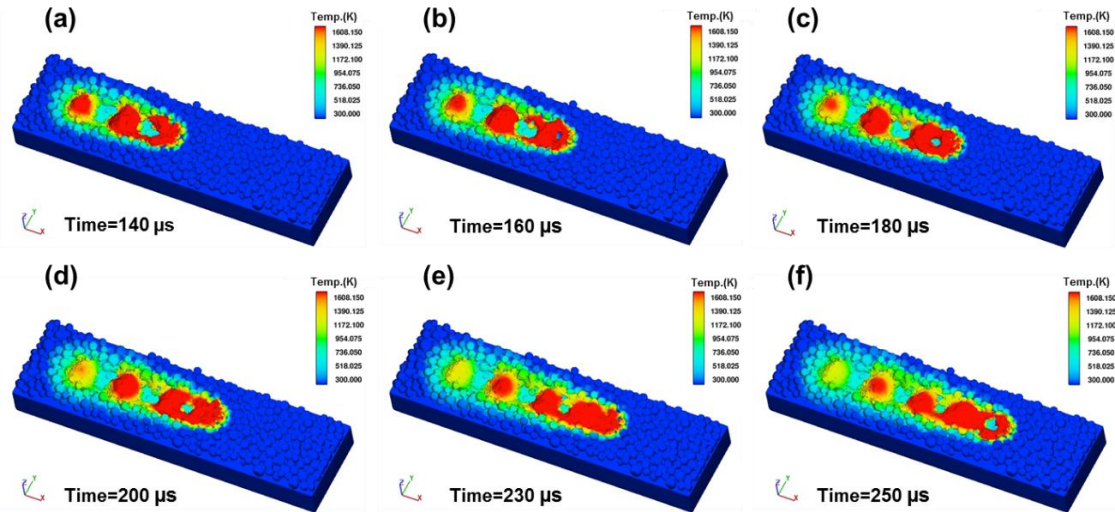 (a)
Temp.(K)
1608.150
1390.125
1172.100
954.075
736.050
518.025
300.000
Z Y X
Time=140 µs
(b)
Temp.(K)
1608.150
1390.125
1172.100
954.075
736.050
518.025
300.000
Z Y X
Time=160 µs
(c)
Temp.(K)
1608.150
1390.125
1172.100
954.075
736.050
518.025
300.000
Z Y X
Time=180 µs
(d)
Temp.(K)
1608.150
1390.125
1172.100
954.075
736.050
518.025
300.000
Z Y X
Time=200 µs
(e)
Temp.(K)
1608.150
1390.125
1172.100
954.075
736.050
518.025
300.000
Z Y X
Time=230 µs
(f)
Temp.(K)
1608.150
1390.125
1172.100
954.075
736.050
518.025
300.000
Z Y X
Time=250 µs